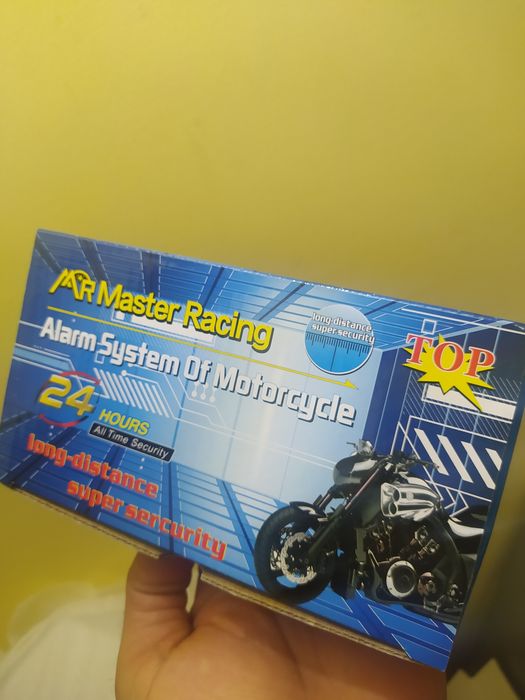 MR Master Racing
Alarm System Of Motorcycle
long-distance
super security
TOP
24 HOURS
All Time Security
long-distance
super sercurity